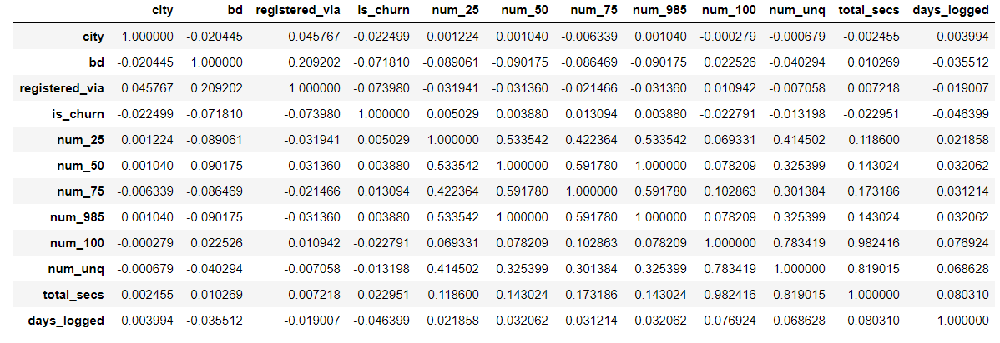 city bd registered_via is_churn num_25 num_50 num_75 num_985 num_100 num_unq total_secs days_logged
city 1.000000 -0.020445 0.045767 -0.022499 0.001224 0.001040 -0.006339 0.001040 -0.000279 -0.000679 -0.002455 0.003994
bd -0.020445 1.000000 0.209202 -0.071810 -0.089061 -0.090175 -0.086469 -0.090175 0.022526 -0.040294 0.010269 -0.035512
registered_via 0.045767 0.209202 1.000000 -0.073980 -0.031941 -0.031360 -0.021466 -0.031360 0.010942 -0.007058 0.007218 -0.019007
is_churn -0.022499 -0.071810 -0.073980 1.000000 0.005029 0.003880 0.013094 0.003880 -0.022791 -0.013198 -0.022951 -0.046399
num_25 0.001224 -0.089061 -0.031941 0.005029 1.000000 0.533542 0.422364 0.533542 0.069331 0.414502 0.118600 0.021858
num_50 0.001040 -0.090175 -0.031360 0.003880 0.533542 1.000000 0.591780 1.000000 0.078209 0.325399 0.143024 0.032062
num_75 -0.006339 -0.086469 -0.021466 0.013094 0.422364 0.591780 1.000000 0.591780 0.102863 0.301384 0.173186 0.031214
num_985 0.001040 -0.090175 -0.031360 0.003880 0.533542 1.000000 0.591780 1.000000 0.078209 0.325399 0.143024 0.032062
num_100 -0.000279 0.022526 0.010942 -0.022791 0.069331 0.078209 0.102863 0.078209 1.000000 0.783419 0.982416 0.076924
num_unq -0.000679 -0.040294 -0.007058 -0.013198 0.414502 0.325399 0.301384 0.325399 0.783419 1.000000 0.819015 0.068628
total_secs -0.002455 0.010269 0.007218 -0.022951 0.118600 0.143024 0.173186 0.143024 0.982416 0.819015 1.000000 0.080310
days_logged 0.003994 -0.035512 -0.019007 -0.046399 0.021858 0.032062 0.031214 0.032062 0.076924 0.068628 0.080310 1.000000